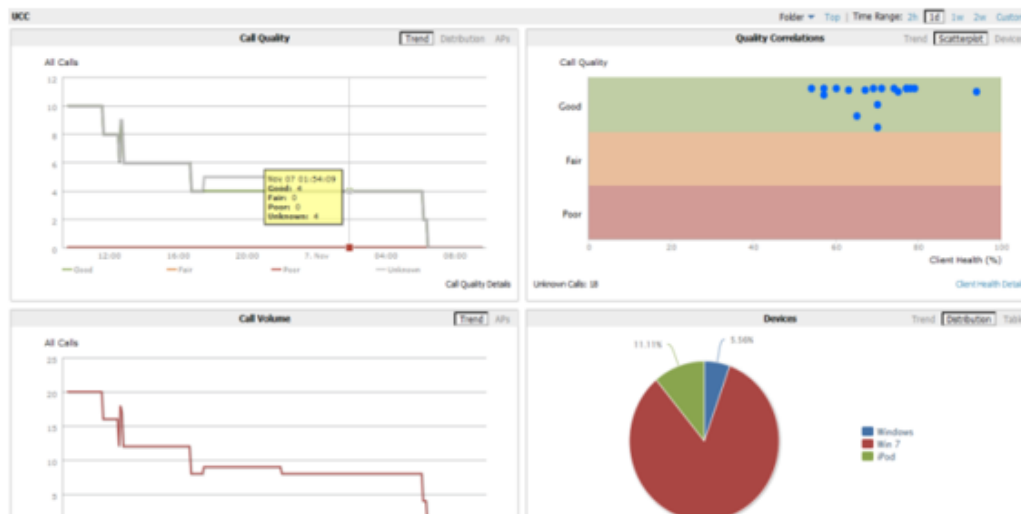 UCC
Folder Top | Time Range: 2h 1d 1w 2w Custom
Call Quality Trend Distribution APs
All Calls
12
10
8
6
4
2
0
12:00 16:00 20:00 7. Nov 04:00 08:00
Nov 07 01:54:09
Good: 4
Fair: 0
Poor: 0
Unknown: 4
Good Fair Poor Unknown
Call Quality Details
Quality Correlations Trend Scatterplot Device
Call Quality
Good
Fair
Poor
0 20 40 60 80 100
Client Health (%)
Unknown Calls: 18 Client Health Detail
Call Volume Trend APs
All Calls
25
20
15
10
5
Devices Trend Distribution Table
11.11% 5.56%
Windows
Win 7
iPod